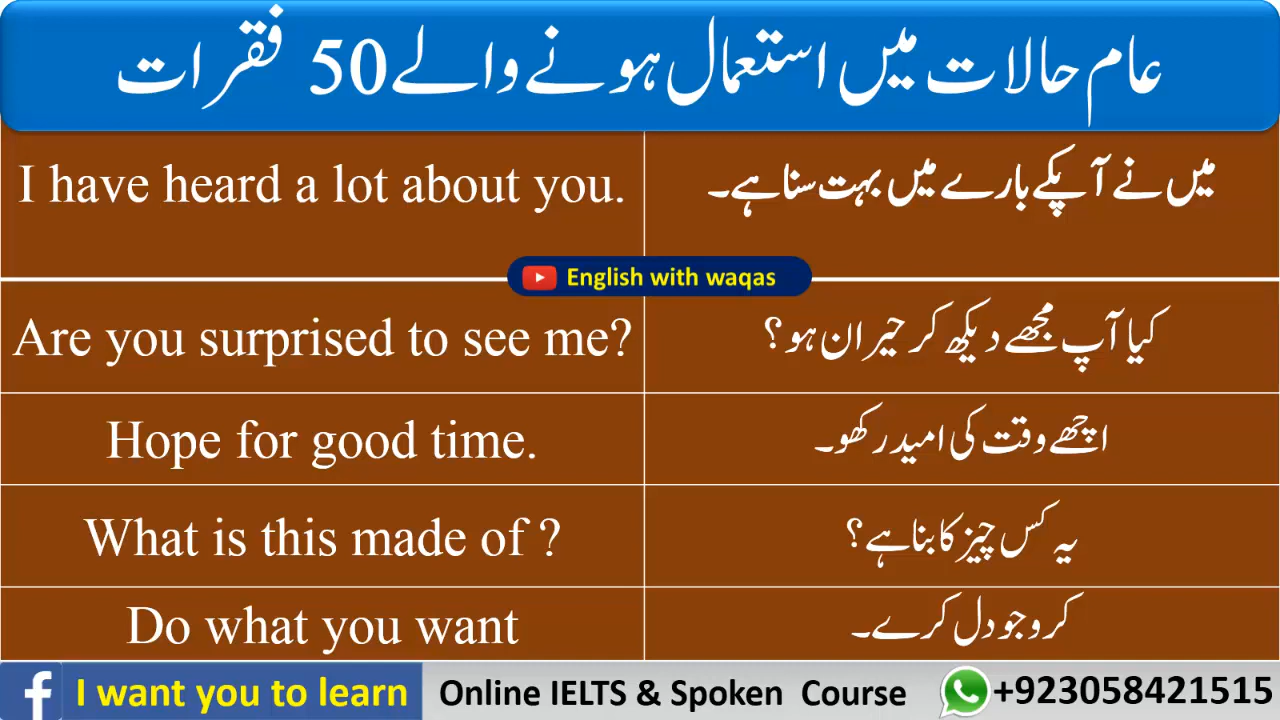 عام حالات میں استعمال ہونے والے 50 فقرات
I have heard a lot about you.
میں نے آپکے بارے میں بہت سنا ہے۔
English with waqas
Are you surprised to see me?
کیا آپ مجھے دیکھ کر حیران ہو؟
Hope for good time.
اچھے وقت کی امید رکھو۔
What is this made of ?
یہ کس چیز کا بنا ہے؟
Do what you want
کرو جو دل کرے۔
f I want you to learn
Online IELTS & Spoken Course
+923058421515